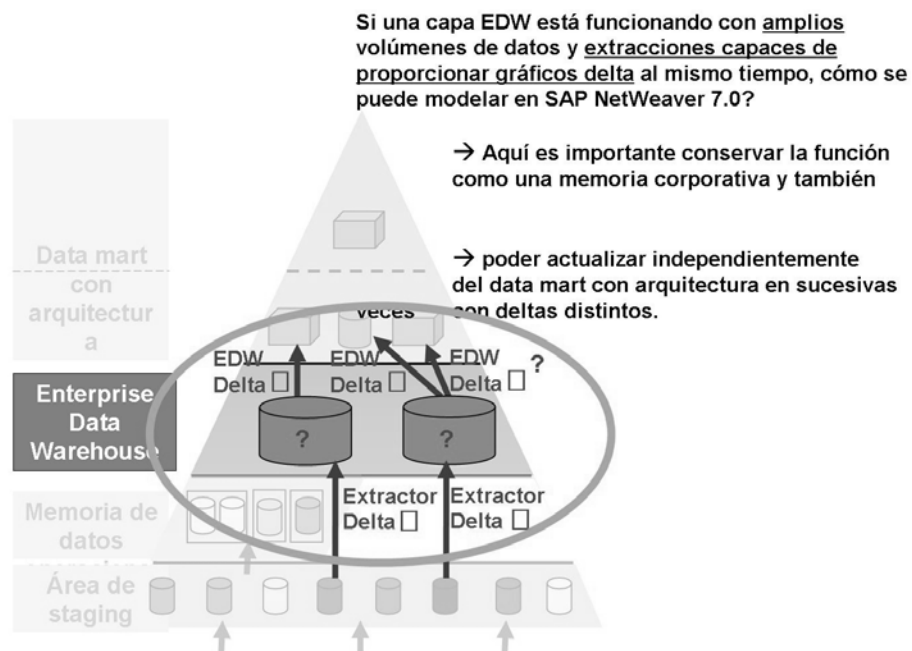 Si una capa EDW está funcionando con amplios
volúmenes de datos y extracciones capaces de
proporcionar gráficos delta al mismo tiempo, cómo se
puede modelar en SAP NetWeaver 7.0?
→ Aquí es importante conservar la función
como una memoria corporativa y también
→ poder actualizar independientemente
del data mart con arquitectura en sucesivas
veces con deltas distintos.
Data mart
con
arquitectur
a
EDW
Delta
EDW
Delta
EDW
Delta
?
Enterprise
Data
Warehouse
?
?
Extractor
Delta
Extractor
Delta
Memoria de
datos
Área de
staging